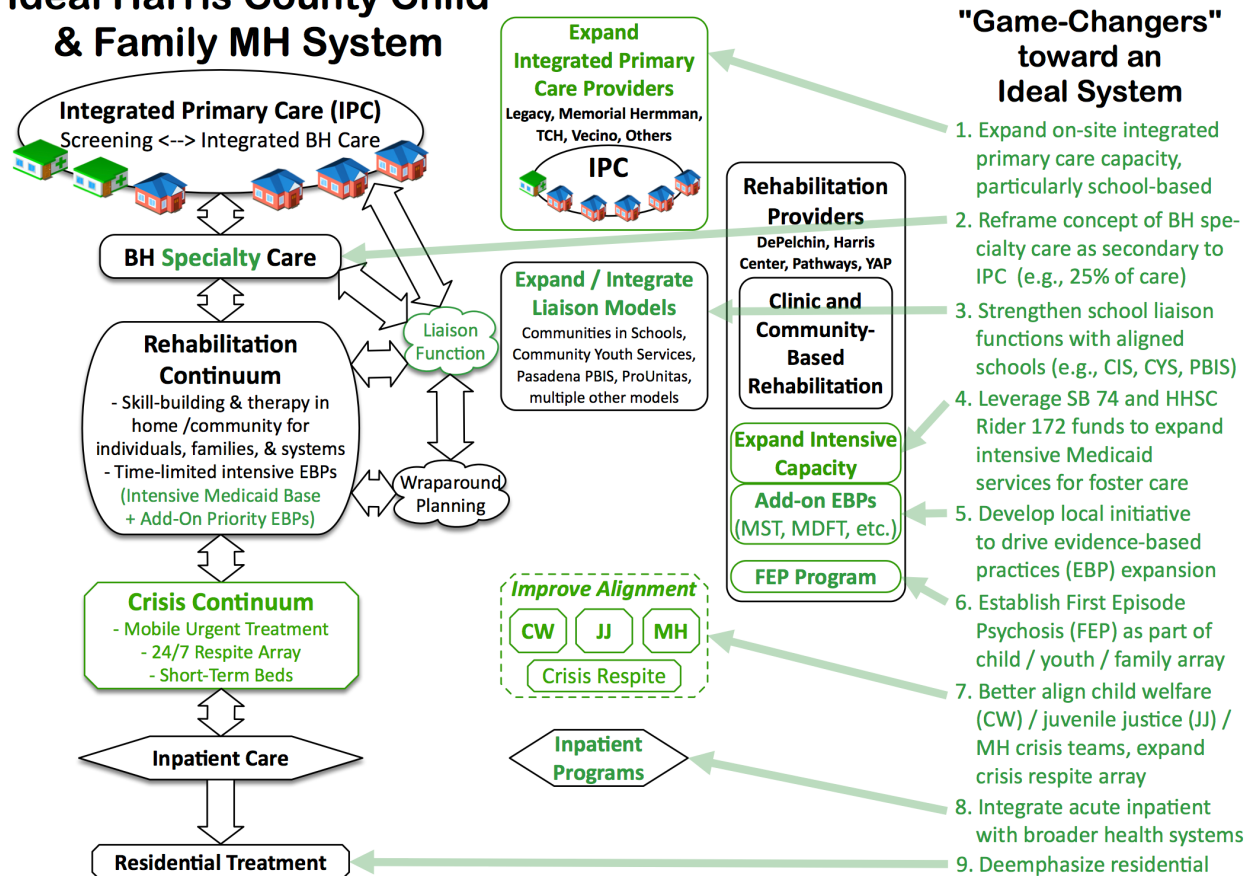 Ideal Harris County Child
& Family MH System
Integrated Primary Care (IPC)
Screening <--> Integrated BH Care
BH Specialty Care
Rehabilitation
Continuum
- Skill-building & therapy in
home /community for
individuals, families, & systems
- Time-limited intensive EBPs
(Intensive Medicaid Base
+ Add-On Priority EBPs)
Liaison
Function
Wraparound
Planning
Crisis Continuum
- Mobile Urgent Treatment
- 24/7 Respite Array
- Short-Term Beds
Inpatient Care
Residential Treatment
Expand
Integrated Primary
Care Providers
Legacy, Memorial Hermman,
TCH, Vecino, Others
IPC
Expand / Integrate
Liaison Models
Communities in Schools,
Community Youth Services,
Pasadena PBIS, ProUnitas,
multiple other models
Improve Alignment
CW
JJ
MH
Crisis Respite
Inpatient
Programs
Rehabilitation
Providers
DePelchin, Harris
Center, Pathways, YAP
Clinic and
Community-
Based
Rehabilitation
Expand Intensive
Capacity
Add-on EBPs
(MST, MDFT, etc.)
FEP Program
"Game-Changers"
toward an
Ideal System
1. Expand on-site integrated
primary care capacity,
particularly school-based
2. Reframe concept of BH spe-
cialty care as secondary to
IPC (e.g., 25% of care)
3. Strengthen school liaison
functions with aligned
schools (e.g., CIS, CYS, PBIS)
4. Leverage SB 74 and HHSC
Rider 172 funds to expand
intensive Medicaid
services for foster care
5. Develop local initiative
to drive evidence-based
practices (EBP) expansion
6. Establish First Episode
Psychosis (FEP) as part of
child / youth / family array
7. Better align child welfare
(CW) / juvenile justice (JJ) /
MH crisis teams, expand
crisis respite array
8. Integrate acute inpatient
with broader health systems
9. Deemphasize residential